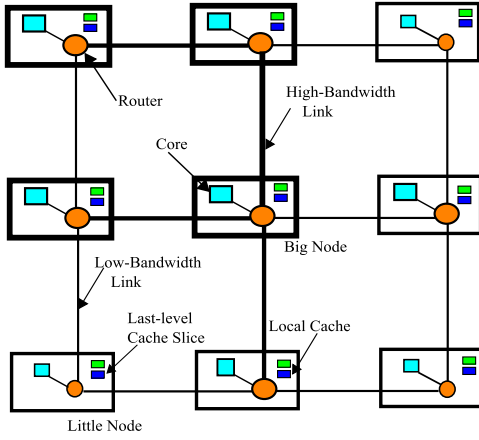 Router
High-Bandwidth
Link
Core
Big Node
Low-Bandwidth
Link
Last-level
Cache Slice
Local Cache
Little Node